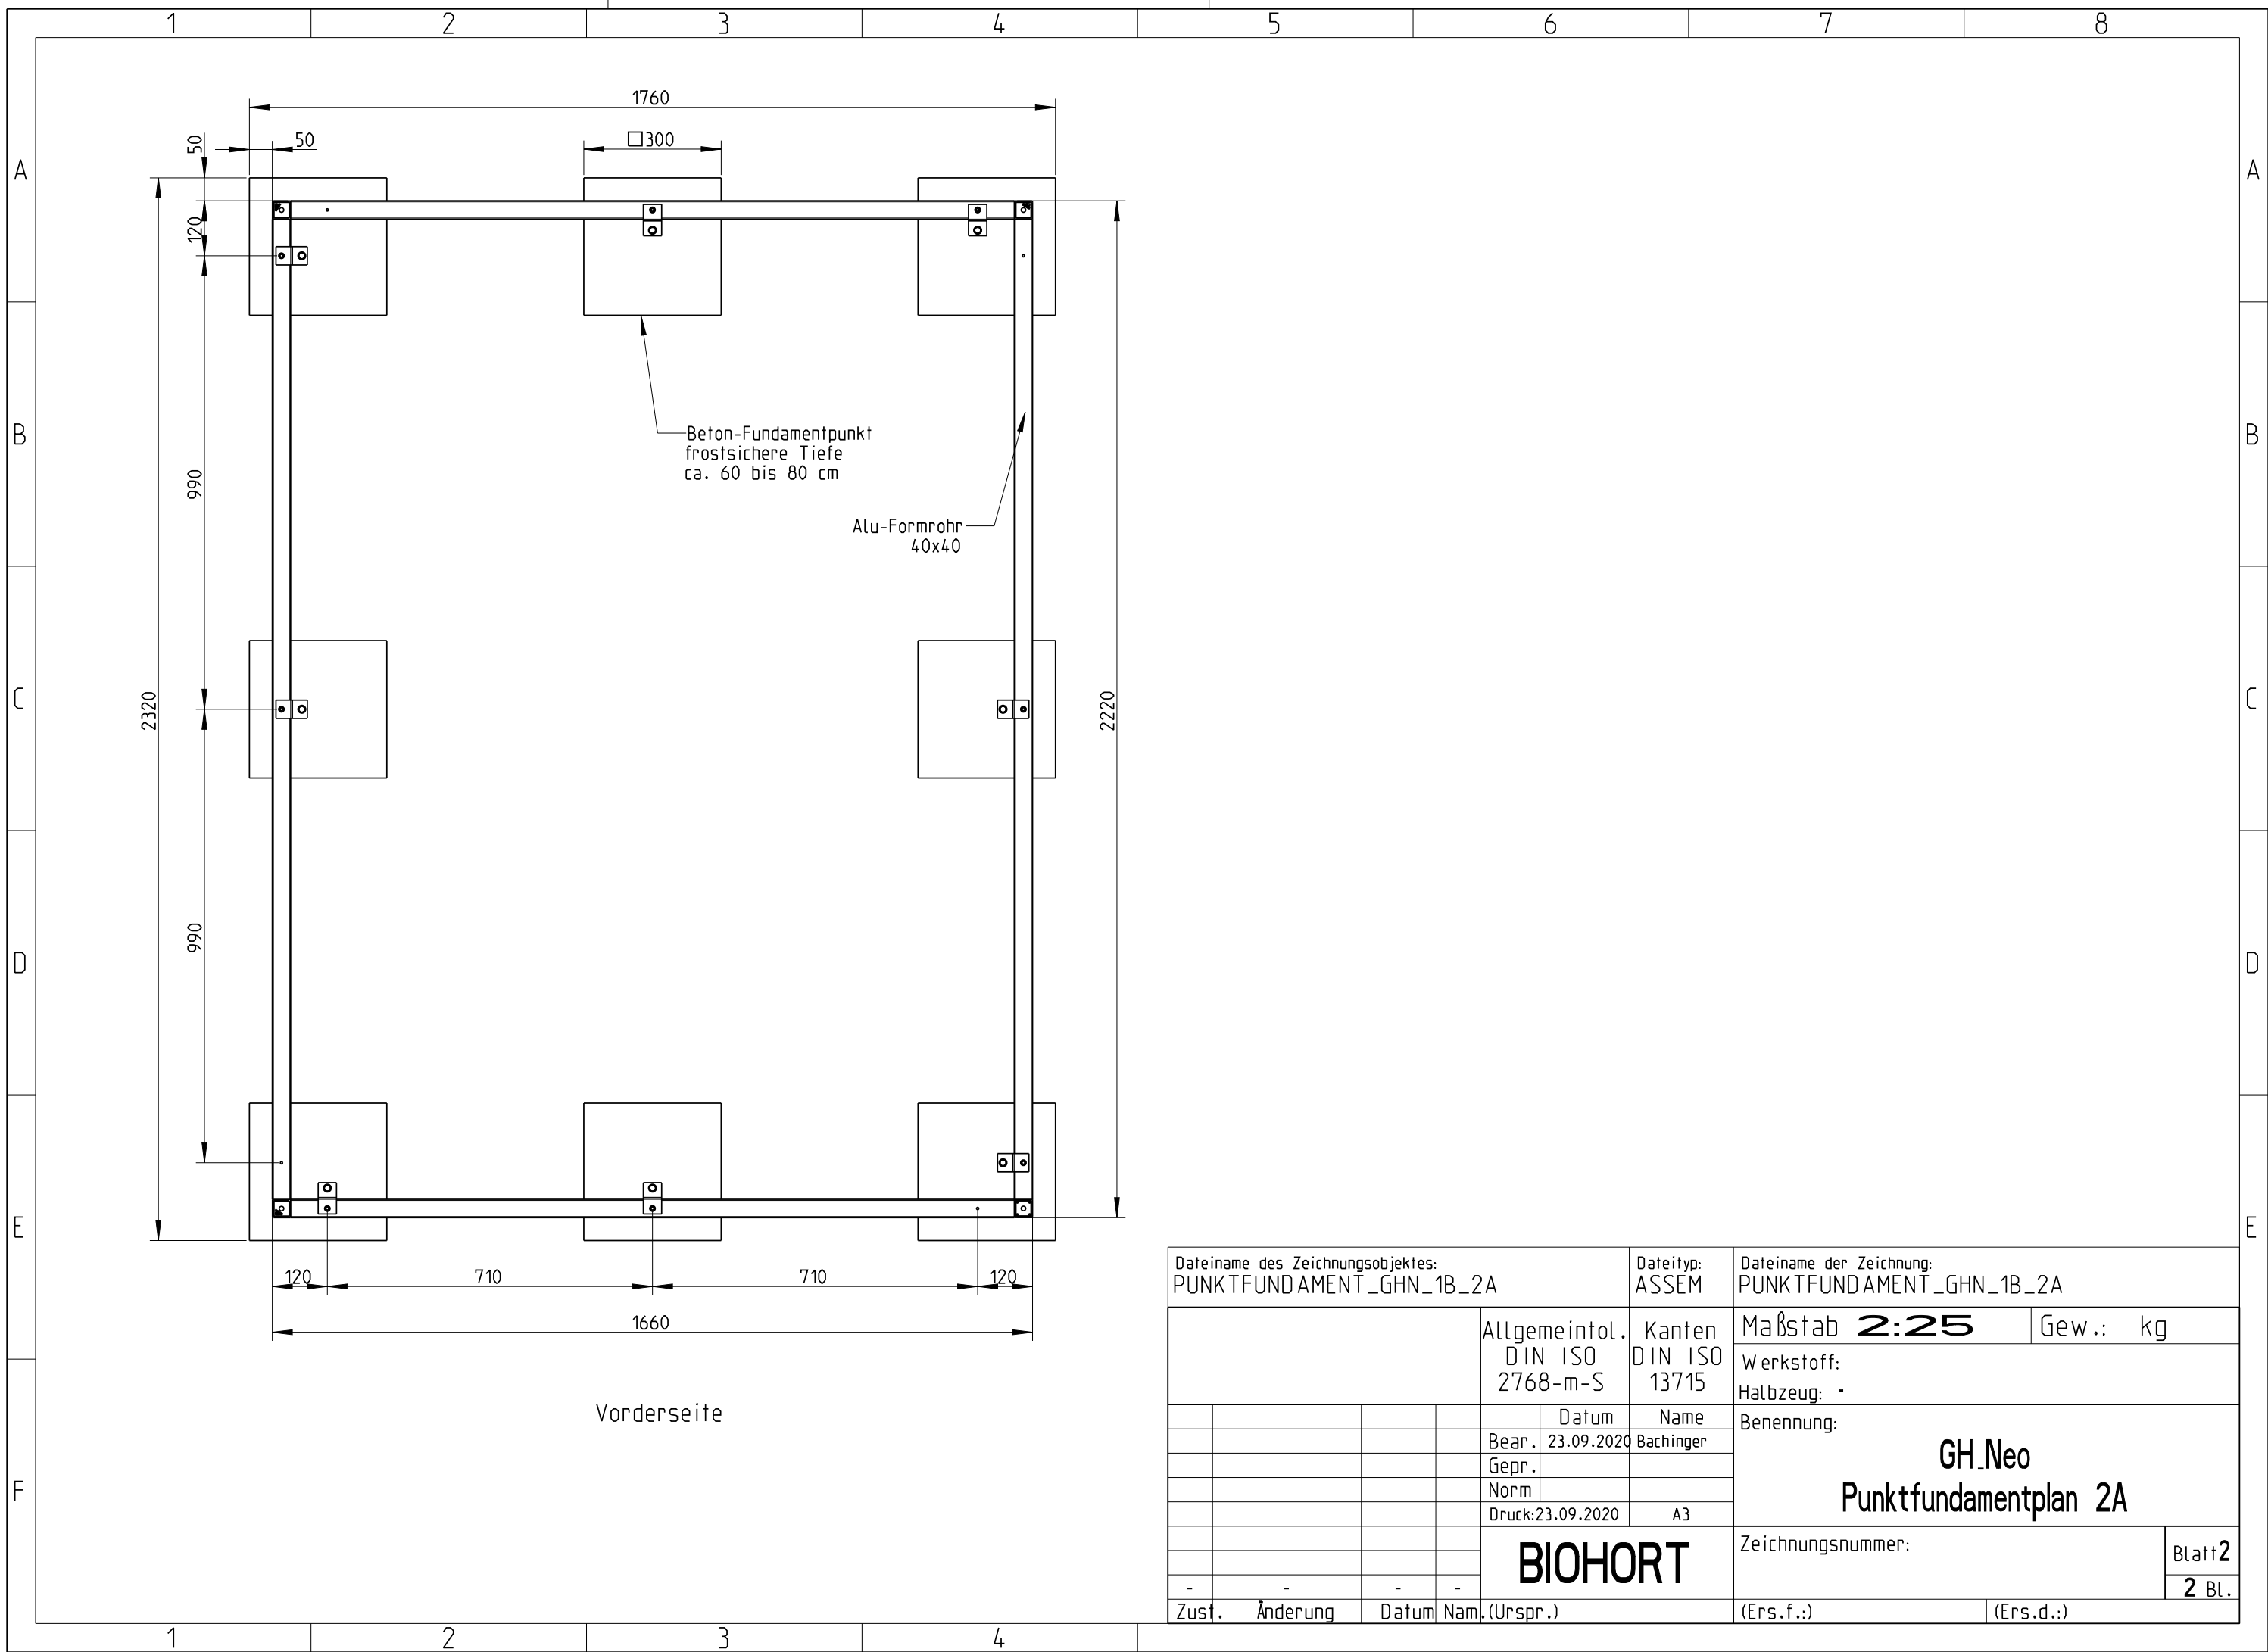 1 2 3 4 5 6 7 8
A A
B B
C C
D D
E E
F
1 2 3 4
1760
50 50 □300
120
990
2320 2220
990
Beton-Fundamentpunkt
frostsichere Tiefe
ca. 60 bis 80 cm
Alu-Formrohr
40x40
120 710 710 120
1660
Vorderseite
Dateiname des Zeichnungsobjektes:
PUNKTFUNDAMENT_GHN_1B_2A
Dateityp:
ASSEM
Dateiname der Zeichnung:
PUNKTFUNDAMENT_GHN_1B_2A
Allgemeintol.
DIN ISO
2768-m-S
Kanten
DIN ISO
13715
Maßstab 2:25
Gew.: kg
Werkstoff:
Halbzeug: -
Datum Name
Bear. 23.09.2020 Bachinger
Gepr.
Norm
Druck:23.09.2020 A3
Benennung:
GH_Neo
Punktfundamentplan 2A
BIOHORT
Zeichnungsnummer:
Blatt2
2 Bl.
- - - -
Zust. Änderung Datum Nam. (Urspr.) (Ers.f.:) (Ers.d.:)